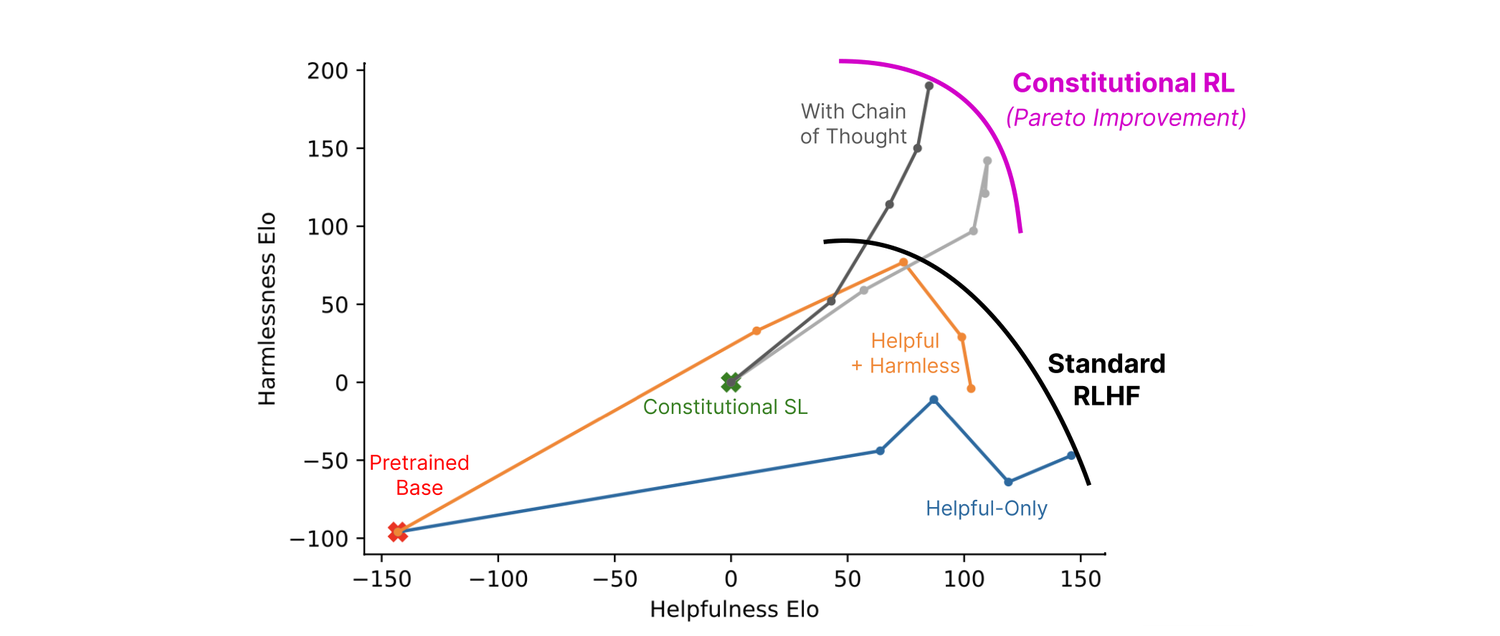 200
150
100
50
0
−50
−100
Harmlessness Elo
−150
−100
−50
0
50
100
150
Helpfulness Elo
With Chain
of Thought
Constitutional RL
(Pareto Improvement)
Helpful
+ Harmless
Standard
RLHF
Constitutional SL
Pretrained
Base
Helpful-Only